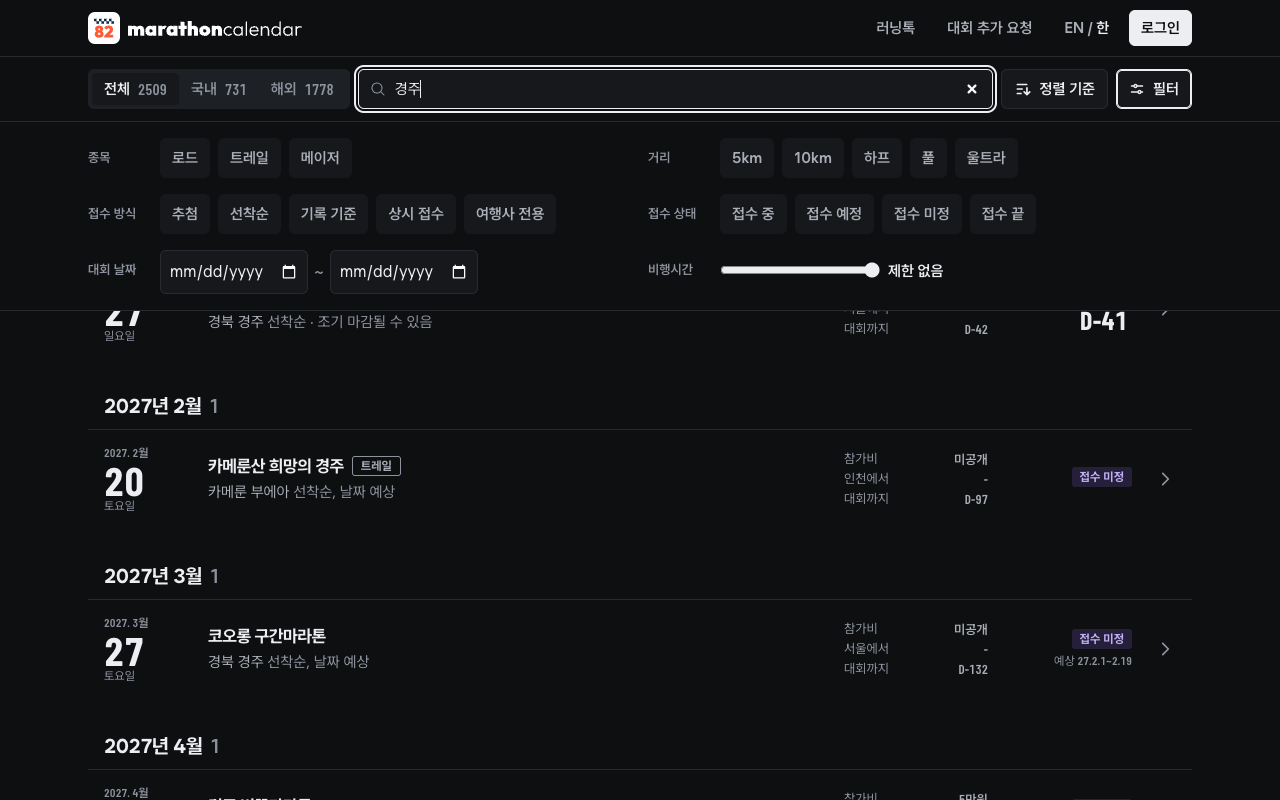 82 marathoncalendar
러닝톡
대회 추가 요청
EN / 한
로그인
전체 2509
국내 731
해외 1778
경주
정렬 기준
필터
종목
로드
트레일
메이저
거리
5km
10km
하프
풀
울트라
접수 방식
추첨
선착순
기록 기준
상시 접수
여행사 전용
접수 상태
접수 중
접수 예정
접수 미정
접수 끝
대회 날짜
mm/dd/yyyy ~ mm/dd/yyyy
비행시간
제한 없음
27
일요일
경북 경주 선착순 · 조기 마감될 수 있음
대회까지 D-42
D-41
2027년 2월 1
2027. 2월
20
토요일
카메룬산 희망의 경주 트레일
카메룬 부에아 선착순, 날짜 예상
참가비 미공개
인천에서 -
대회까지 D-97
접수 미정
2027년 3월 1
2027. 3월
27
토요일
코오롱 구간마라톤
경북 경주 선착순, 날짜 예상
참가비 미공개
서울에서 -
대회까지 D-132
접수 미정
예상 27.2.1~2.19
2027년 4월 1
2027. 4월
참가비 5만원